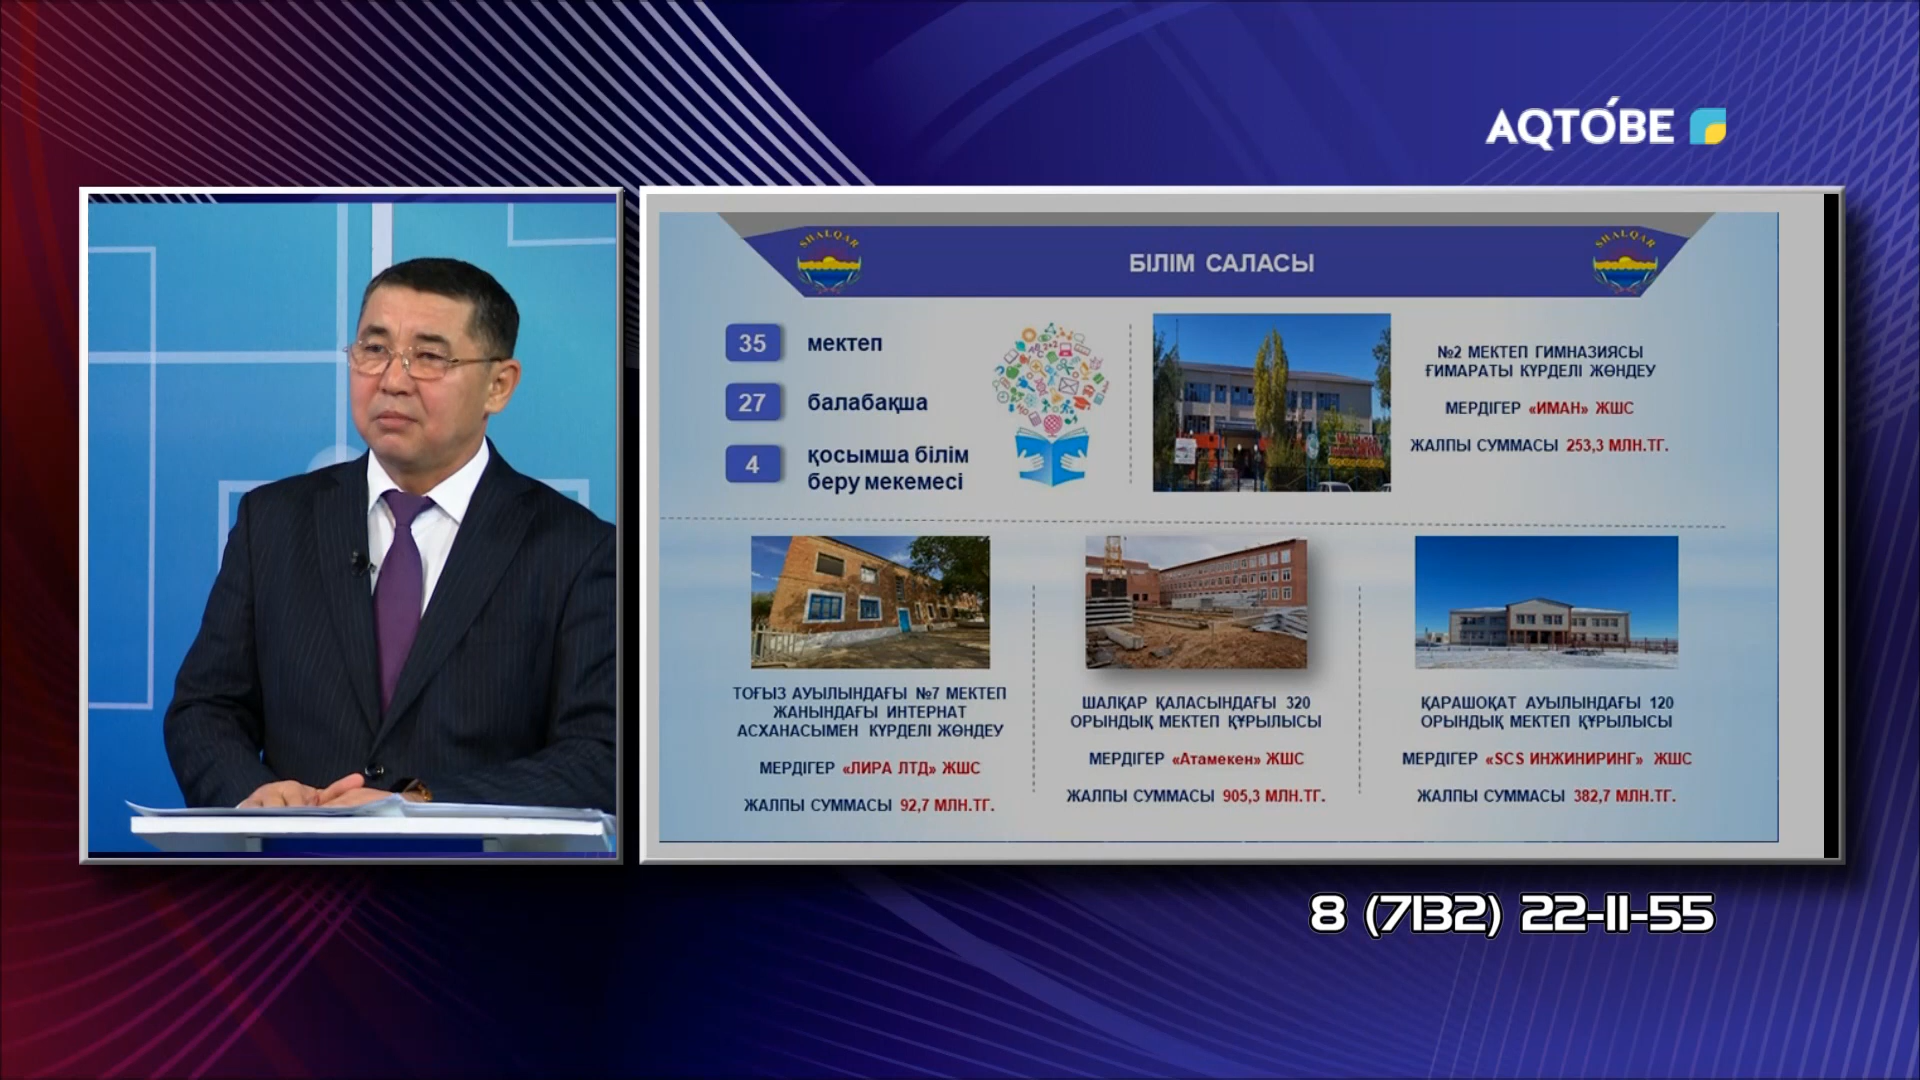 AQTÓBE
SHALQAR
БІЛІМ САЛАСЫ
SHALQAR
35
мектеп
27
балабақша
4
қосымша білім
беру мекемесі
№2 МЕКТЕП ГИМНАЗИЯСЫ
ҒИМАРАТЫ КҮРДЕЛІ ЖӨНДЕУ
МЕРДІГЕР «ИМАН» ЖШС
ЖАЛПЫ СУММАСЫ 253,3 МЛН.ТГ.
ТОҒЫЗ АУЫЛЫНДАҒЫ №7 МЕКТЕП
ЖАНЫНДАҒЫ ИНТЕРНАТ
АСХАНАСЫМЕН КҮРДЕЛІ ЖӨНДЕУ
МЕРДІГЕР «ЛИРА ЛТД» ЖШС
ЖАЛПЫ СУММАСЫ 92,7 МЛН.ТГ.
ШАЛҚАР ҚАЛАСЫНДАҒЫ 320
ОРЫНДЫҚ МЕКТЕП ҚҰРЫЛЫСЫ
МЕРДІГЕР «Атамекен» ЖШС
ЖАЛПЫ СУММАСЫ 905,3 МЛН.ТГ.
ҚАРАШОҚАТ АУЫЛЫНДАҒЫ 120
ОРЫНДЫҚ МЕКТЕП ҚҰРЫЛЫСЫ
МЕРДІГЕР «SCS ИНЖИНИРИНГ» ЖШС
ЖАЛПЫ СУММАСЫ 382,7 МЛН.ТГ.
8 (7132) 22-11-55